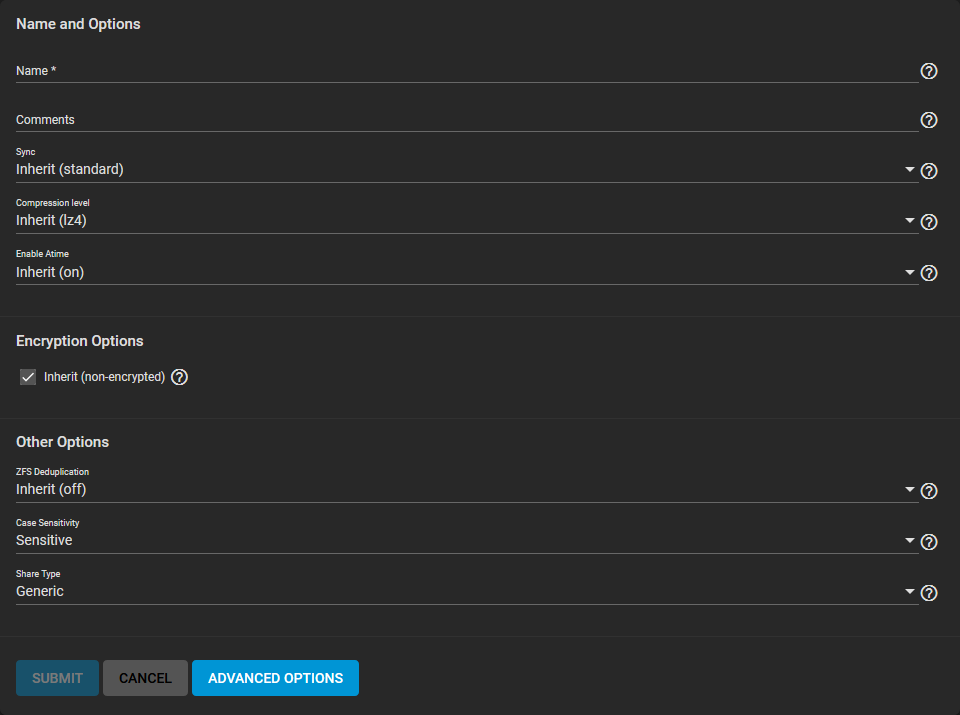 Name and Options
Name *
Comments
Sync
Inherit (standard)
Compression level
Inherit (lz4)
Enable Atime
Inherit (on)
Encryption Options
Inherit (non-encrypted)
Other Options
ZFS Deduplication
Inherit (off)
Case Sensitivity
Sensitive
Share Type
Generic
SUBMIT CANCEL ADVANCED OPTIONS